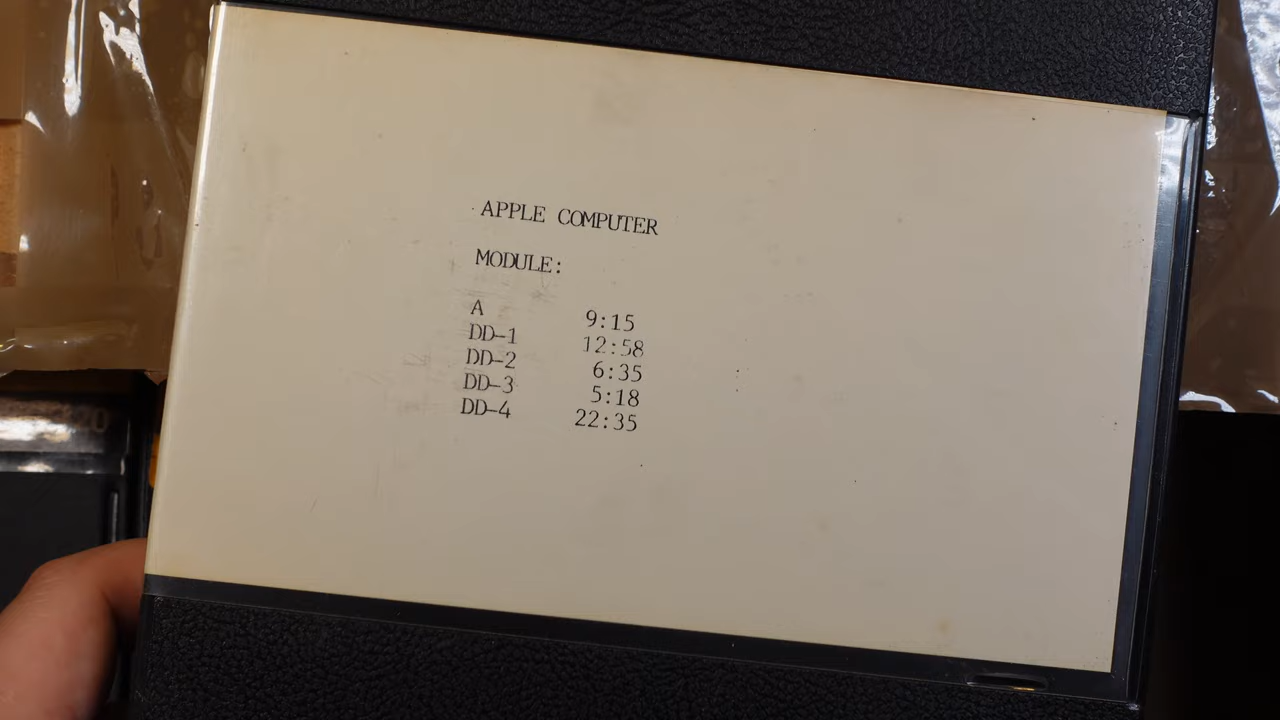 APPLE COMPUTER
MODULE:
A 9:15
DD-1 12:58
DD-2 6:35
DD-3 5:18
DD-4 22:35